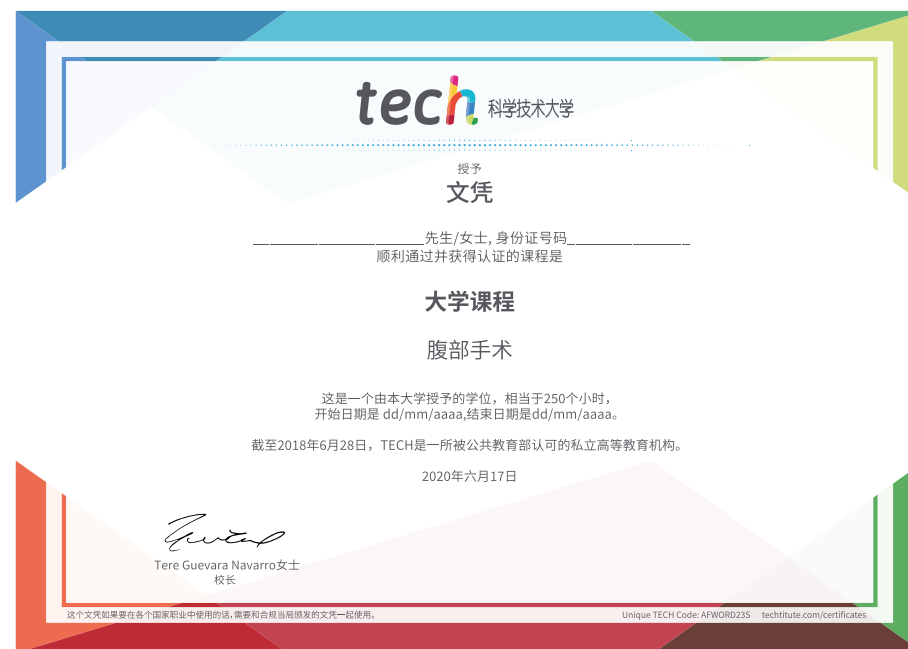 tech 科学技术大学
授予
文凭
______________________先生/女士, 身份证号码________________
顺利通过并获得认证的课程是
大学课程
腹部手术
这是一个由本大学授予的学位，相当于250个小时，
开始日期是 dd/mm/aaaa,结束日期是dd/mm/aaaa。
截至2018年6月28日，TECH是一所被公共教育部认可的私立高等教育机构。
2020年六月17日
Tere Guevara Navarro女士
校长
这个文凭如果要在各个国家职业中使用的话,需要和合规当局颁发的文凭一起使用。
Unique TECH Code: AFWORD23S techtitute.com/certificates